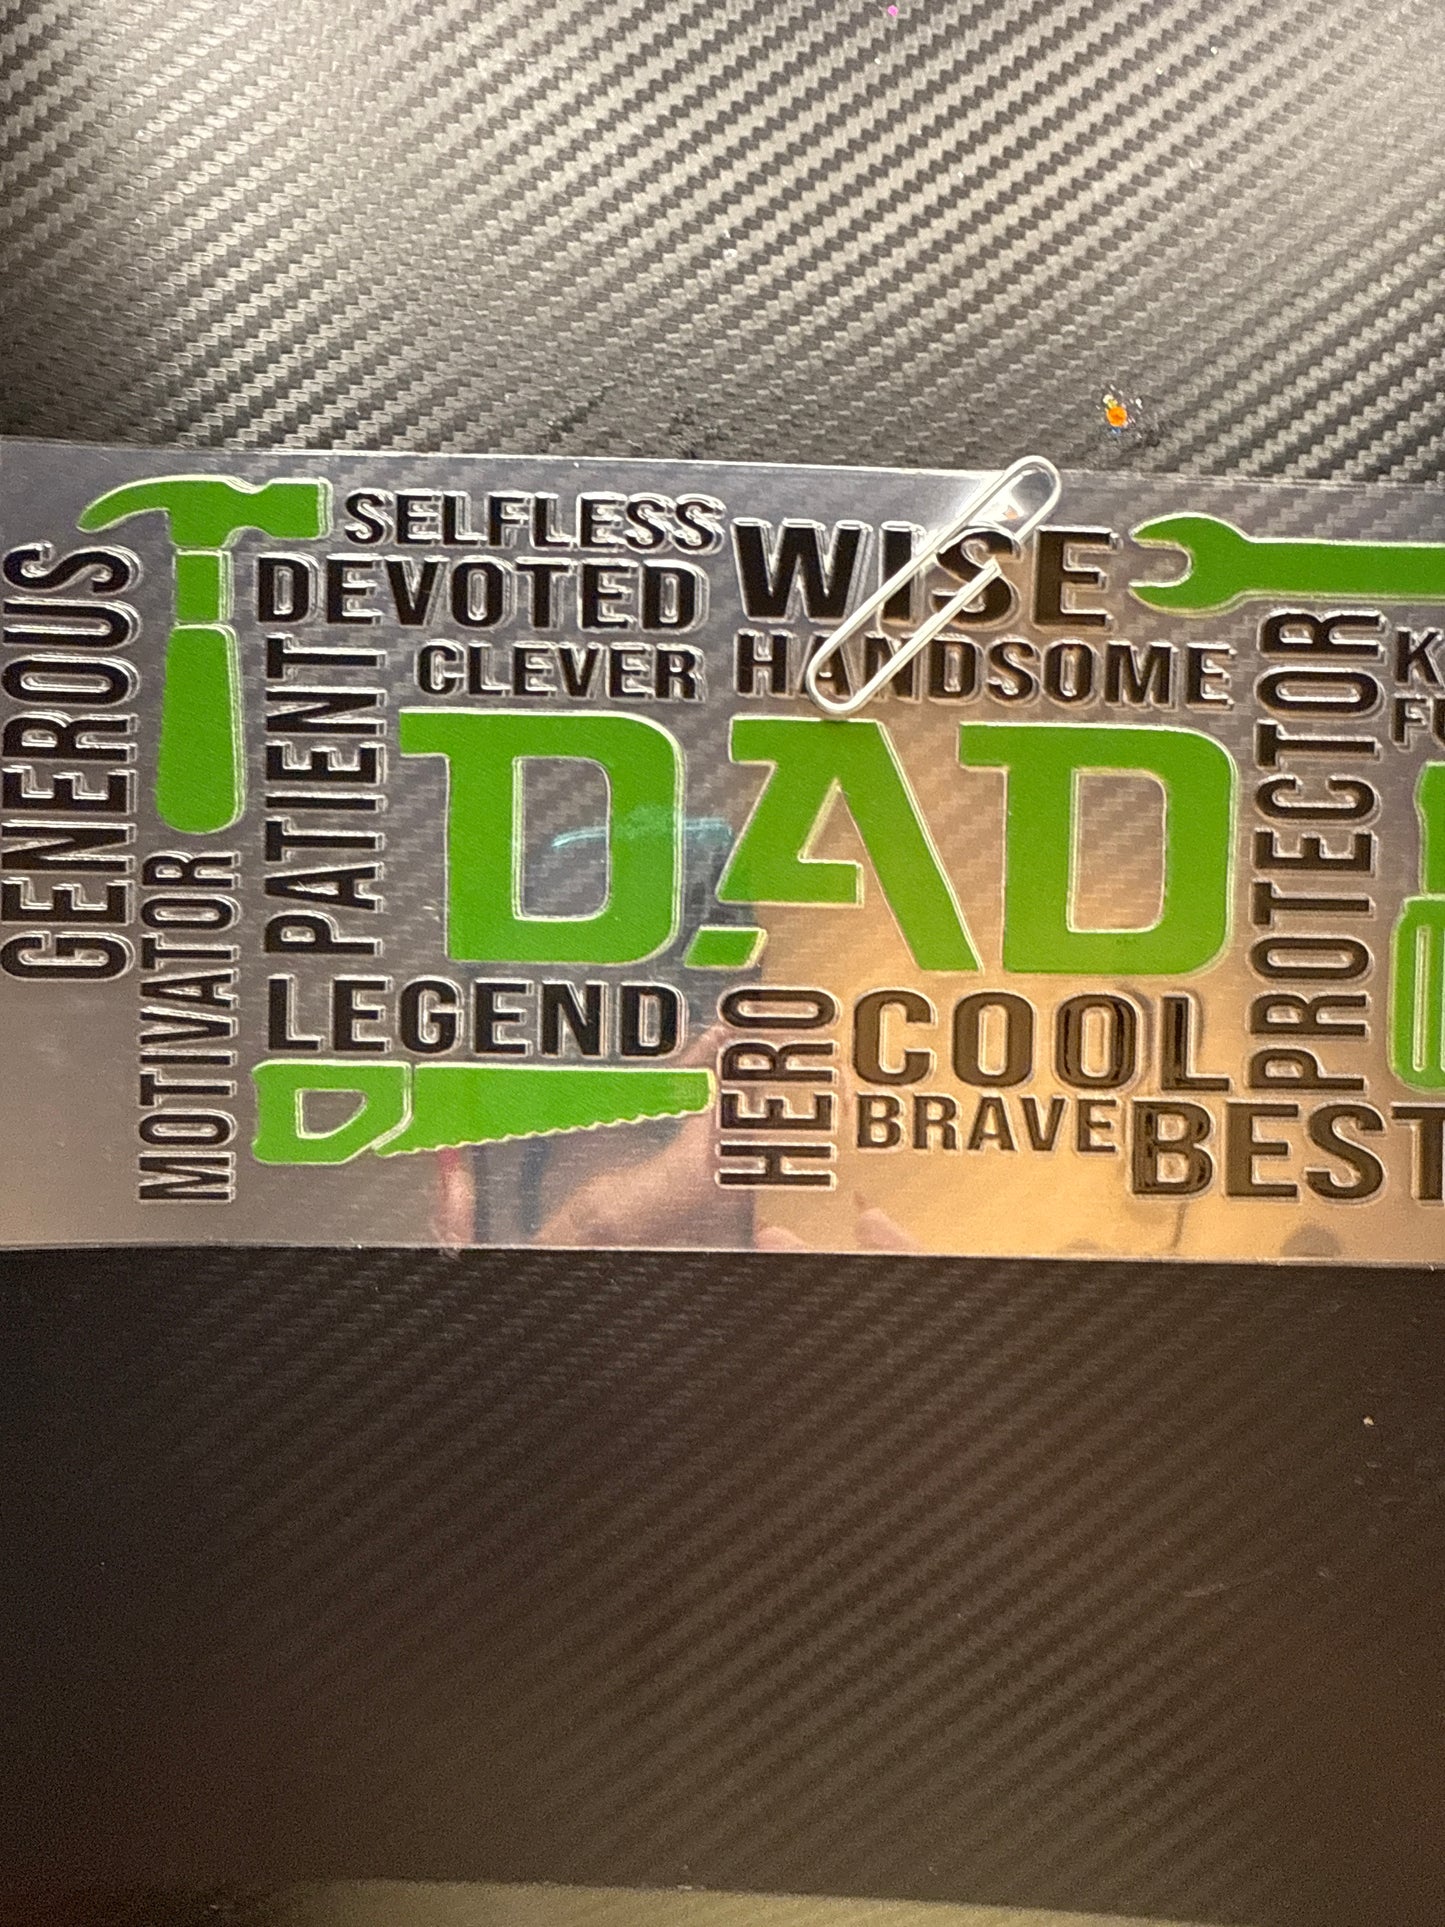 GENEROUS
MOTIVATOR
SELFLESS
DEVOTED
PATIENT
CLEVER
WISE
HANDSOME
DAD
LEGEND
HERO
COOL
BRAVE
BEST
PROTECTOR